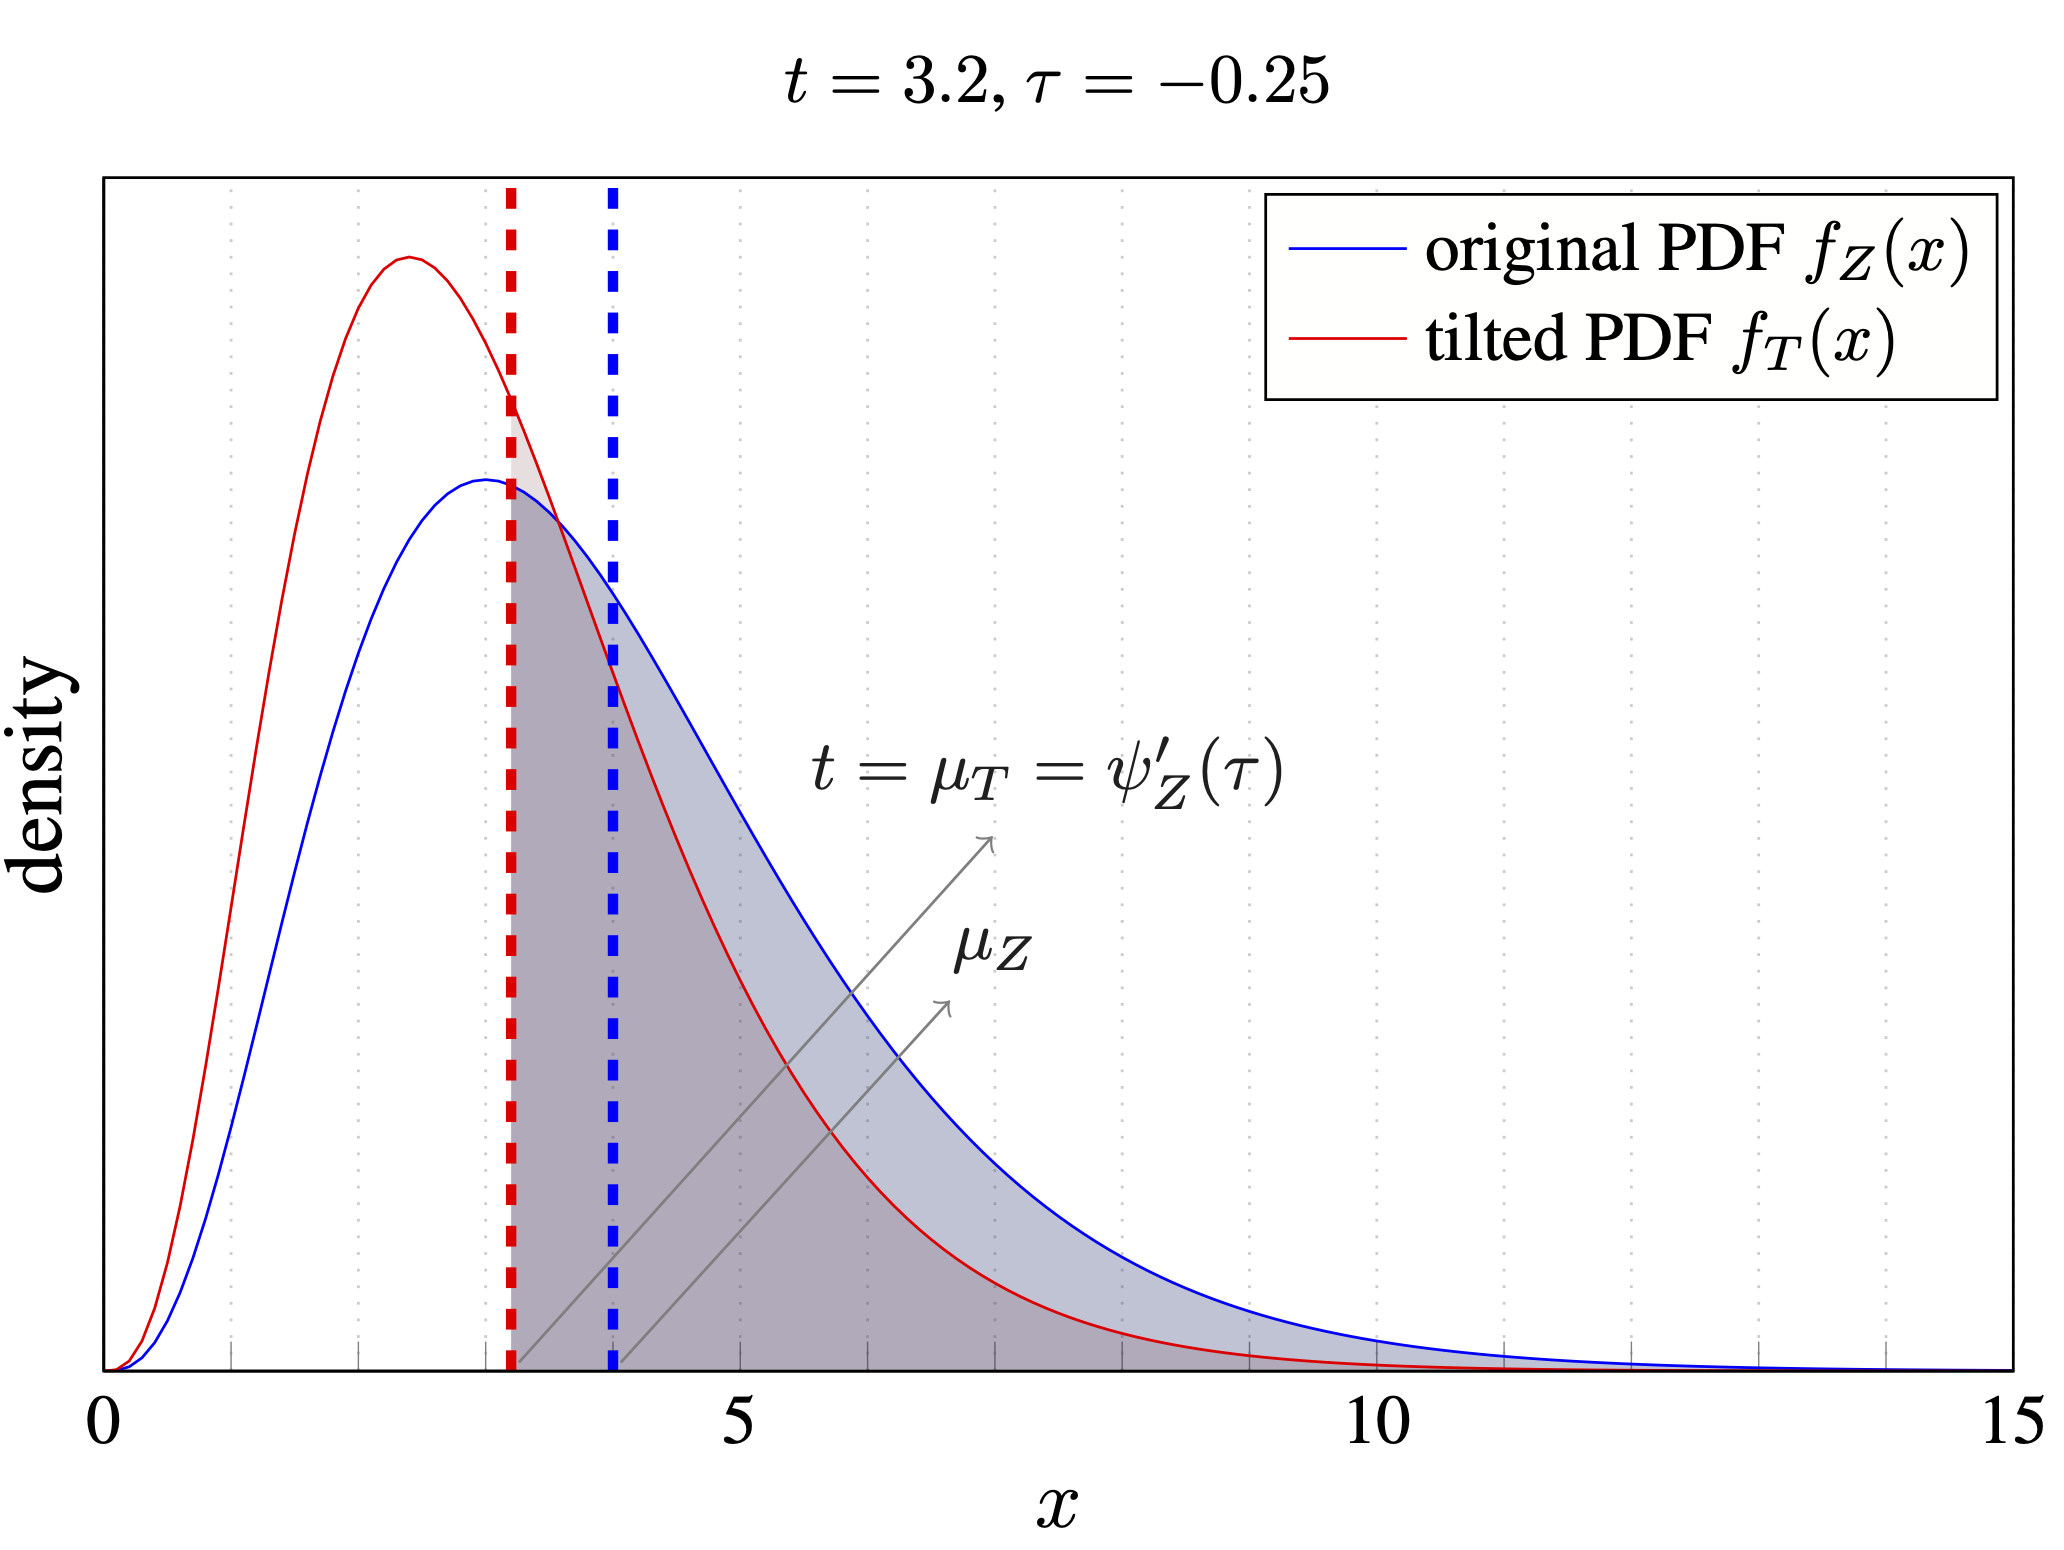 t = 3.2, τ = −0.25
original PDF f_Z(x)
tilted PDF f_T(x)
density
t = μ_T = ψ′_Z(τ)
μ_Z
0 5 10 15
x